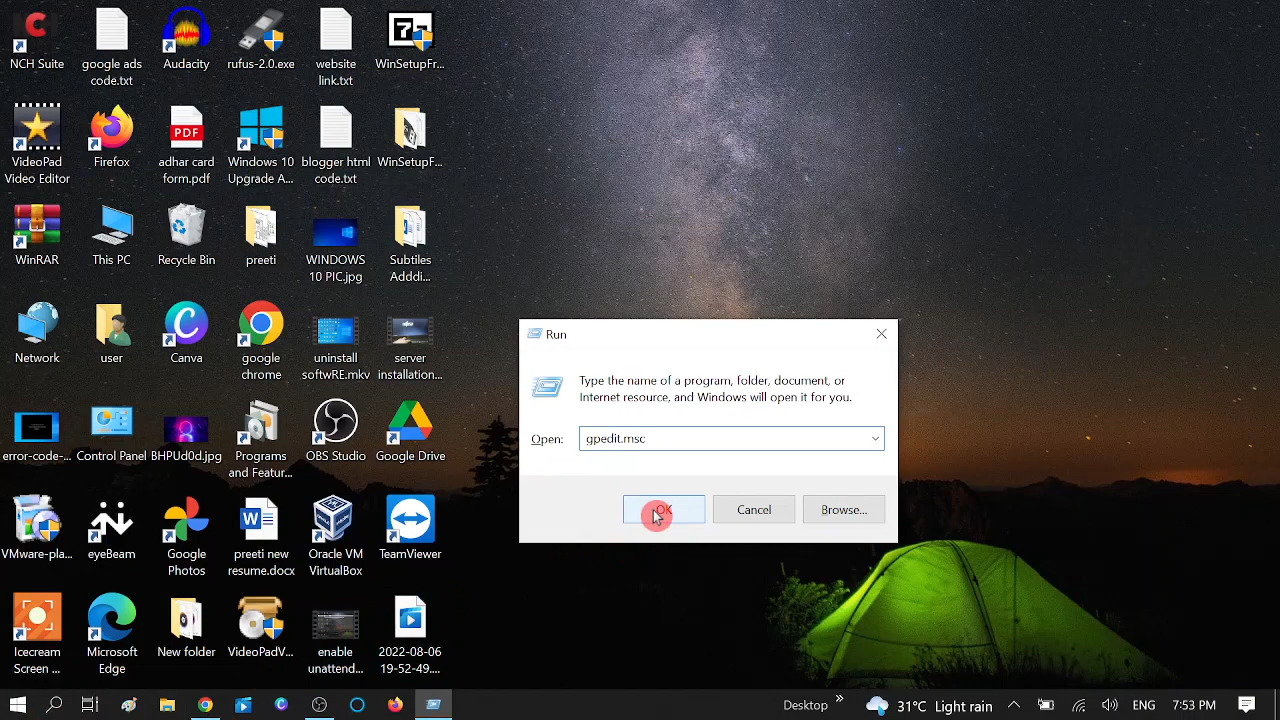 NCH Suite
google ads
code.txt
Audacity
rufus-2.0.exe
website
link.txt
WinSetupFr...
VideoPad
Video Editor
Firefox
PDF
adhar card
form.pdf
Windows 10
Upgrade A...
blogger html
code.txt
WinSetupF...
WinRAR
This PC
Recycle Bin
preeti
WINDOWS
10 PIC.jpg
Subtiles
Adddi...
Network
user
Canva
google
chrome
uninstall
softwRE.mkv
server
installation...
Run
Type the name of a program, folder, document, or
Internet resource, and Windows will open it for you.
Open:
gpedit.msc
Cancel
Browse...
error-code-...
Control Panel
BHPUd0d.jpg
Programs
and Featur...
OBS Studio
Google Drive
VMware-pla...
eyeBeam
Google
Photos
preeti new
resume.docx
Oracle VM
VirtualBox
TeamViewer
Icecream
Screen ...
Microsoft
Edge
New folder
VideoPadV...
enable
unattend...
2022-08-06
19-52-49....
Desktop
31°C Light rain
ENG